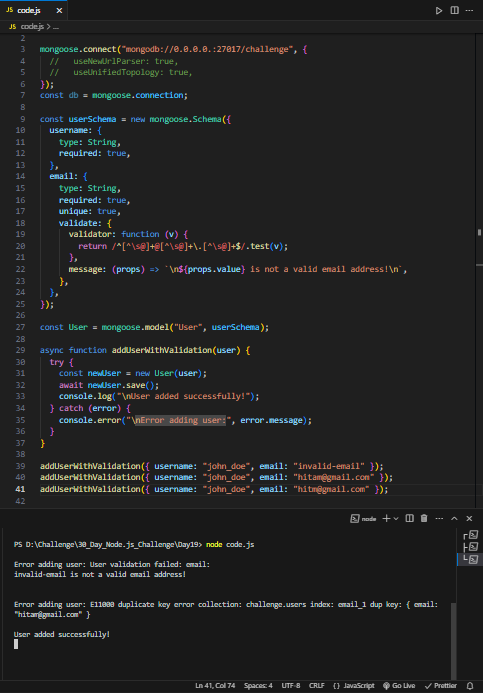 JS code.js
JS code.js > ...
2
3 mongoose.connect("mongodb://0.0.0.0.:27017/challenge", {
4 // useNewUrlParser: true,
5 // useUnifiedTopology: true,
6 });
7 const db = mongoose.connection;
8
9 const userSchema = new mongoose.Schema({
10 username: {
11 type: String,
12 required: true,
13 },
14 email: {
15 type: String,
16 required: true,
17 unique: true,
18 validate: {
19 validator: function (v) {
20 return /^[^\s@]+@[^\s@]+\.[^\s@]+$/.test(v);
21 },
22 message: (props) => `\n${props.value} is not a valid email address!\n`,
23 },
24 },
25 });
26
27 const User = mongoose.model("User", userSchema);
28
29 async function addUserWithValidation(user) {
30 try {
31 const newUser = new User(user);
32 await newUser.save();
33 console.log("\nUser added successfully!");
34 } catch (error) {
35 console.error("\nError adding user:", error.message);
36 }
37 }
38
39 addUserWithValidation({ username: "john_doe", email: "invalid-email" });
40 addUserWithValidation({ username: "john_doe", email: "hitam@gmail.com" });
41 addUserWithValidation({ username: "john_doe", email: "hitm@gmail.com" });
42
node
PS D:\Challenge\30_Day_Node.js_Challenge\Day19> node code.js
Error adding user: User validation failed: email:
invalid-email is not a valid email address!
Error adding user: E11000 duplicate key error collection: challenge.users index: email_1 dup key: { email:
"hitam@gmail.com" }
User added successfully!
Ln 41, Col 74 Spaces: 4 UTF-8 CRLF {} JavaScript Go Live Prettier